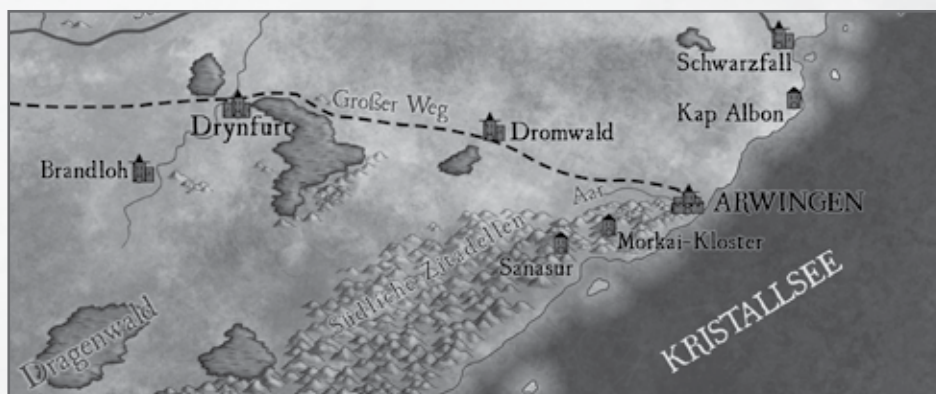 Schwarzfall
Großer Weg
Kap Albon
Drynfurt
Dromwald
Brandloh
Aar
ARWINGEN
Südliche Zitadellen
Morkai-Kloster
Sanasur
KRISTALLSEE
Dragenwald